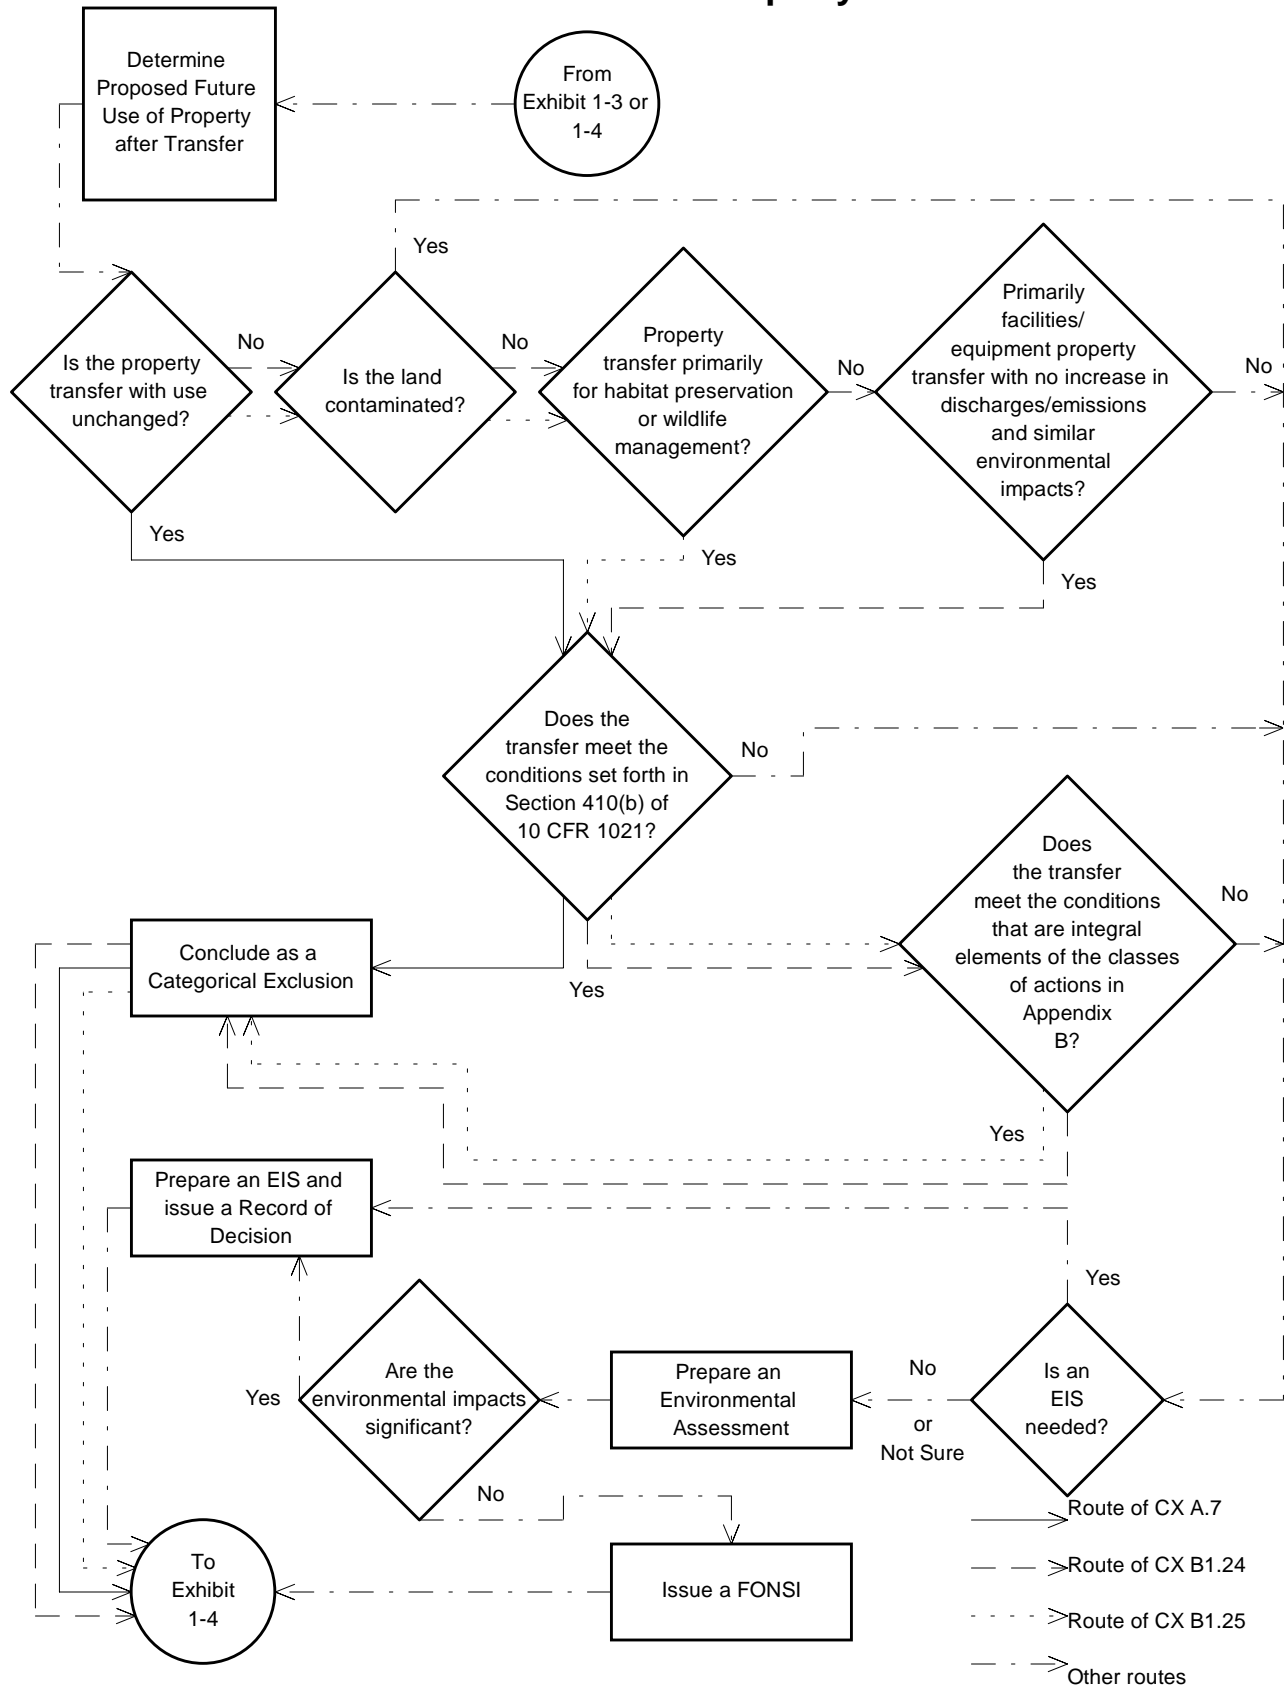 Determine
Proposed Future
Use of Property
after Transfer
From
Exhibit 1-3 or
1-4
Yes
Is the property
transfer with use
unchanged?
No
Is the land
contaminated?
No
Property
transfer primarily
for habitat preservation
or wildlife
management?
No
Primarily
facilities/
equipment property
transfer with no increase in
discharges/emissions
and similar
environmental
impacts?
No
Yes
Yes
Yes
Does the
transfer meet the
conditions set forth in
Section 410(b) of
10 CFR 1021?
No
Yes
Does
the transfer
meet the conditions
that are integral
elements of the classes
of actions in
Appendix
B?
No
Yes
Conclude as a
Categorical Exclusion
Prepare an EIS and
issue a Record of
Decision
Yes
Is an
EIS
needed?
No
or
Not Sure
Prepare an
Environmental
Assessment
Are the
environmental impacts
significant?
Yes
No
Issue a FONSI
To
Exhibit
1-4
Route of CX A.7
Route of CX B1.24
Route of CX B1.25
Other routes